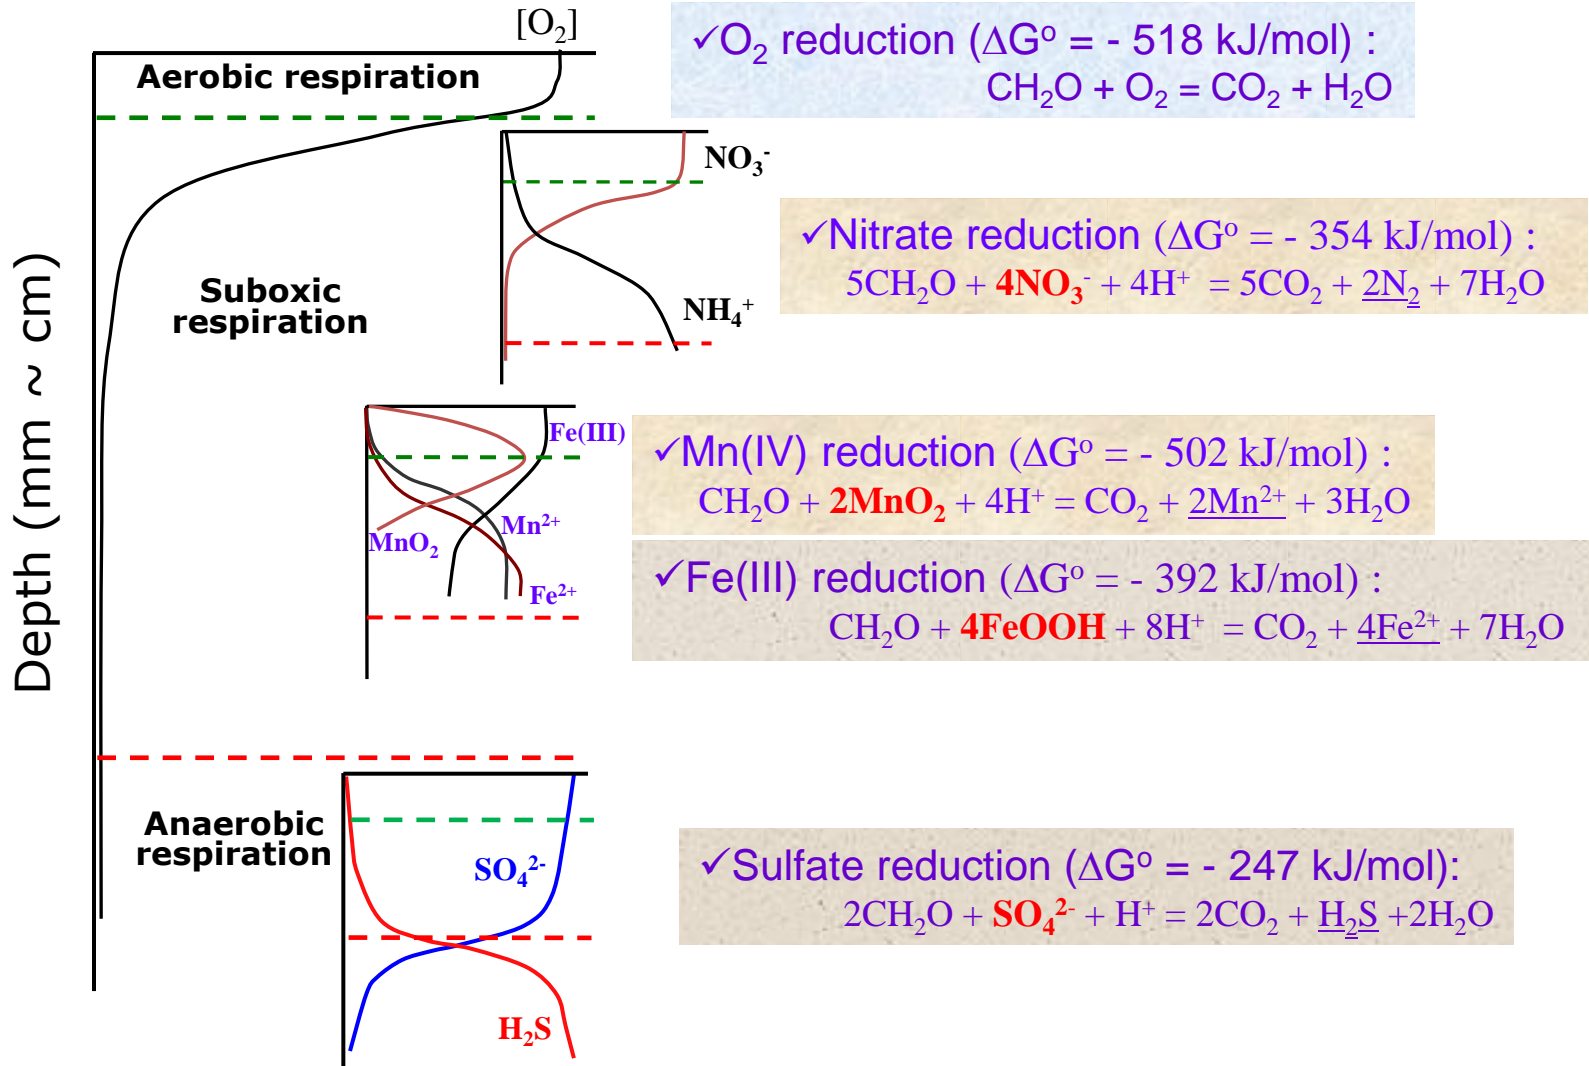 [O₂]
Aerobic respiration
✓O₂ reduction (ΔGº = - 518 kJ/mol) :
CH₂O + O₂ = CO₂ + H₂O
NO₃⁻
✓Nitrate reduction (ΔGº = - 354 kJ/mol) :
5CH₂O + 4NO₃⁻ + 4H⁺ = 5CO₂ + 2N₂ + 7H₂O
Suboxic
respiration
NH₄⁺
Depth (mm ~ cm)
Fe(III)
✓Mn(IV) reduction (ΔGº = - 502 kJ/mol) :
CH₂O + 2MnO₂ + 4H⁺ = CO₂ + 2Mn²⁺ + 3H₂O
Mn²⁺
MnO₂
Fe²⁺
✓Fe(III) reduction (ΔGº = - 392 kJ/mol) :
CH₂O + 4FeOOH + 8H⁺ = CO₂ + 4Fe²⁺ + 7H₂O
Anaerobic
respiration
SO₄²⁻
✓Sulfate reduction (ΔGº = - 247 kJ/mol):
2CH₂O + SO₄²⁻ + H⁺ = 2CO₂ + H₂S +2H₂O
H₂S